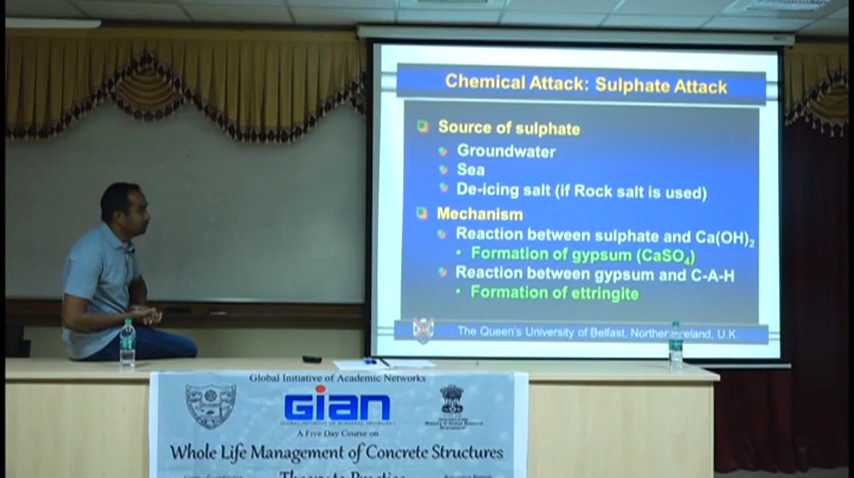 Chemical Attack: Sulphate Attack
Source of sulphate
Groundwater
Sea
De-icing salt (if Rock salt is used)
Mechanism
Reaction between sulphate and Ca(OH)2
Formation of gypsum (CaSO4)
Reaction between gypsum and C-A-H
Formation of ettringite
The Queen's University of Belfast, Northern Ireland, U.K.
Global Initiative of Academic Networks
GIAN
A Five Day Course on
Whole Life Management of Concrete Structures